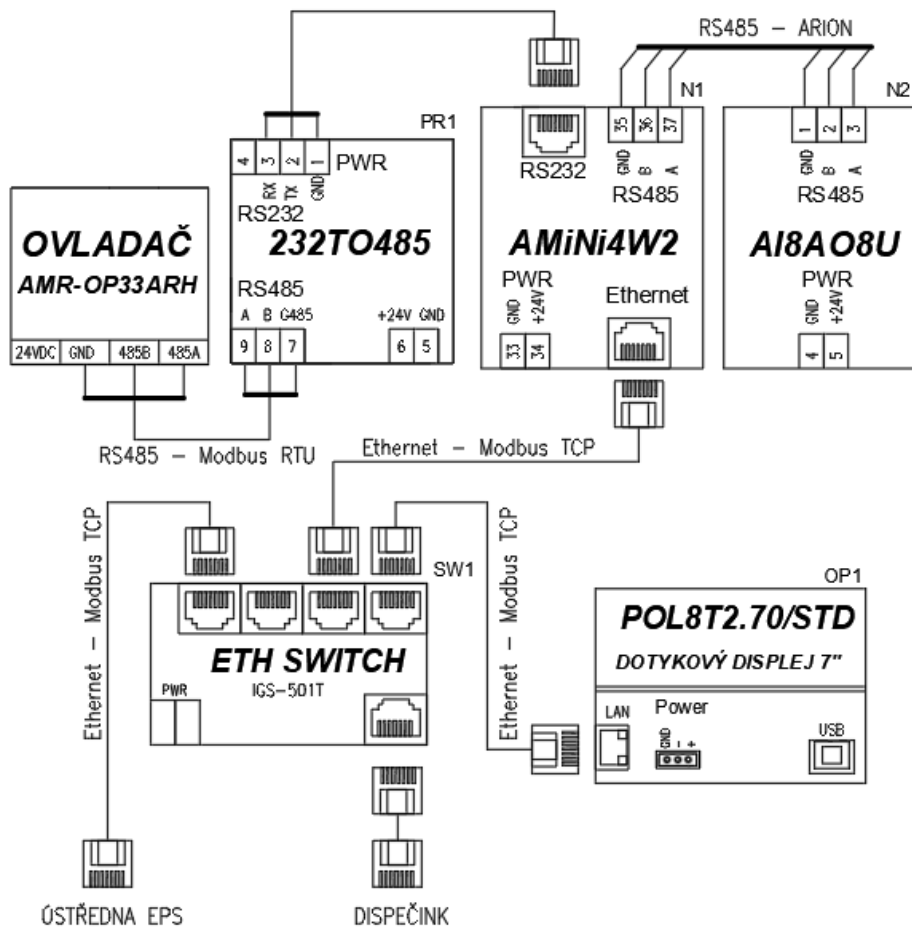 RS485 – ARION
N1
N2
PR1
4 3 2 1
PWR
RX TX GND
RS232
232TO485
RS485
A B G485
+24V GND
9 8 7
6 5
OVLADAČ
AMR-OP33ARH
24VDC GND 485B 485A
RS485 – Modbus RTU
35 36 37
GND B A
RS232
RS485
AMiNi4W2
PWR
GND +24V
33 34
Ethernet
1 2 3
GND B A
RS485
AI8AO8U
PWR
GND +24V
4 5
Ethernet – Modbus TCP
Ethernet – Modbus TCP
Ethernet – Modbus TCP
SW1
ETH SWITCH
IGS-501T
PWR
OP1
POL8T2.70/STD
DOTYKOVÝ DISPLEJ 7"
LAN
Power
GND – +
USB
ÚSTŘEDNA EPS
DISPEČINK